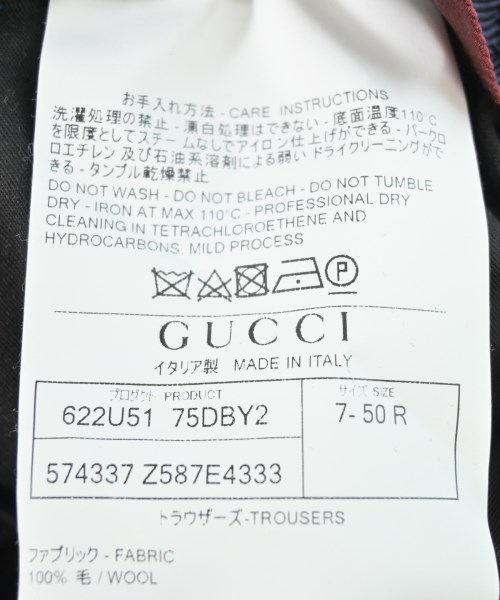 お手入れ方法 - CARE INSTRUCTIONS
洗濯処理の禁止 - 漂白処理はできない - 底面温度110℃
を限度としてスチームなしでアイロン仕上げができる - パークロ
ロエチレン 及び石油系溶剤による弱い ドライクリーニングがで
きる - タンブル乾燥禁止
DO NOT WASH - DO NOT BLEACH - DO NOT TUMBLE
DRY - IRON AT MAX 110°C - PROFESSIONAL DRY
CLEANING IN TETRACHLOROETHENE AND
HYDROCARBONS. MILD PROCESS
P
GUCCI
イタリア製 MADE IN ITALY
プロダクト PRODUCT
サイズ SIZE
622U51 75DBY2
7- 50 R
574337 Z587E4333
トラウザーズ-TROUSERS
ファブリック - FABRIC
100% 毛 / WOOL